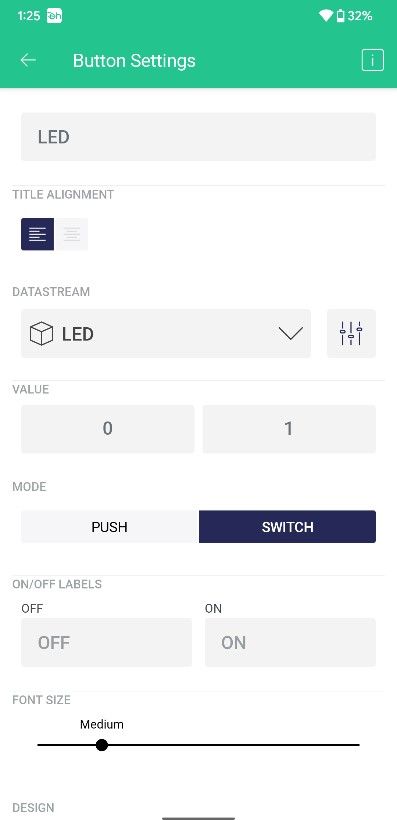 1:25 eh 32%
Button Settings
LED
TITLE ALIGNMENT
DATASTREAM
LED
VALUE
0 1
MODE
PUSH SWITCH
ON/OFF LABELS
OFF ON
OFF ON
FONT SIZE
Medium
DESIGN